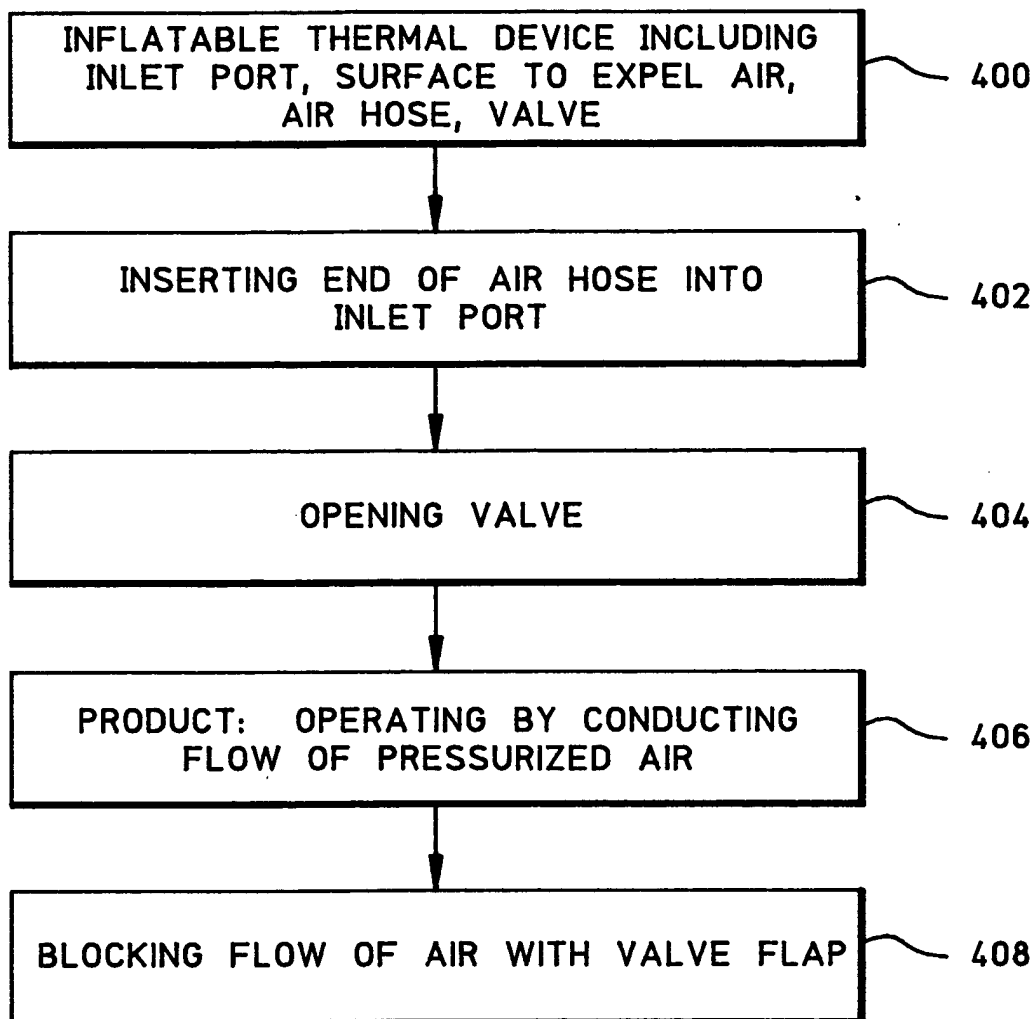 INFLATABLE THERMAL DEVICE INCLUDING
INLET PORT, SURFACE TO EXPEL AIR,
AIR HOSE, VALVE
400
INSERTING END OF AIR HOSE INTO
INLET PORT
402
OPENING VALVE
404
PRODUCT: OPERATING BY CONDUCTING
FLOW OF PRESSURIZED AIR
406
BLOCKING FLOW OF AIR WITH VALVE FLAP
408